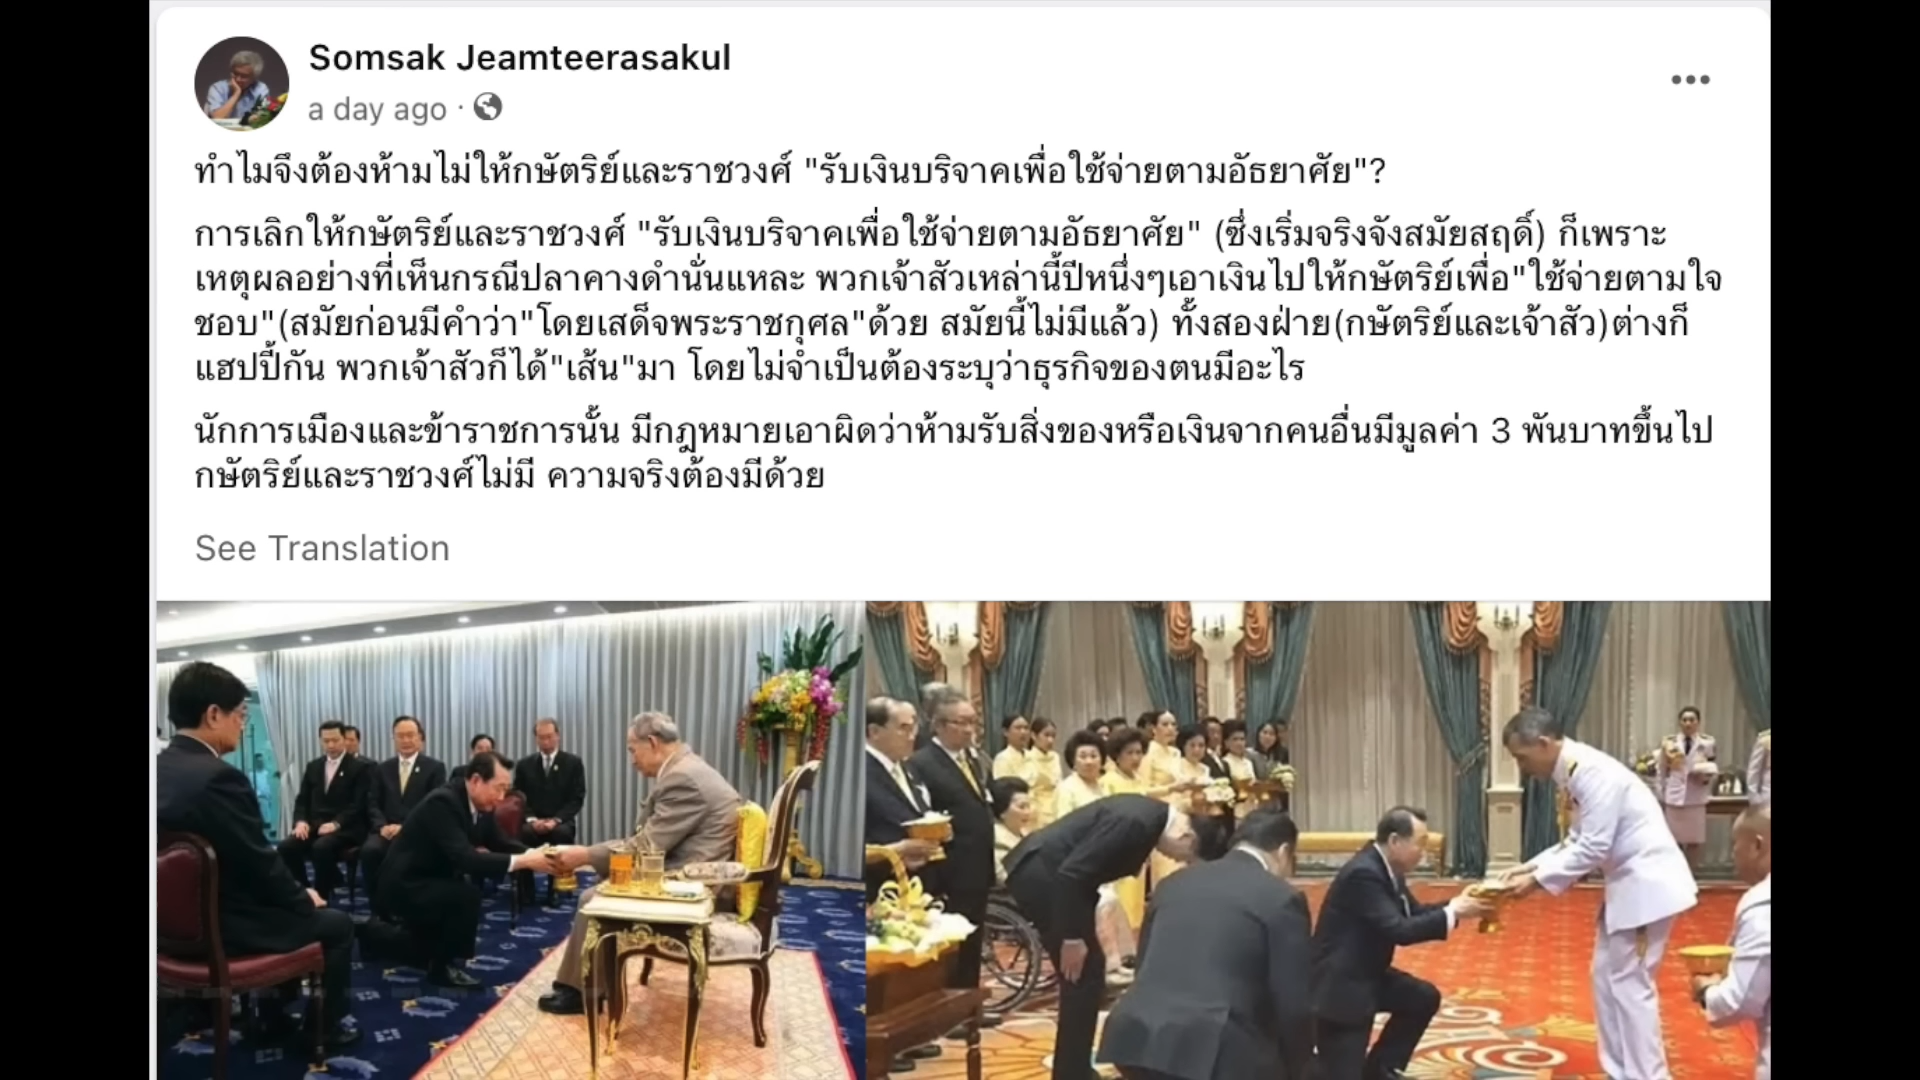 Somsak Jeamteerasakul
a day ago ·
ทำไมจึงต้องห้ามไม่ให้กษัตริย์และราชวงศ์ "รับเงินบริจาคเพื่อใช้จ่ายตามอัธยาศัย"?
การเลิกให้กษัตริย์และราชวงศ์ "รับเงินบริจาคเพื่อใช้จ่ายตามอัธยาศัย" (ซึ่งเริ่มจริงจังสมัยสฤดิ์) ก็เพราะ
เหตุผลอย่างที่เห็นกรณีปลาคางดำนั่นแหละ พวกเจ้าสัวเหล่านี้ปีหนึ่งๆเอาเงินไปให้กษัตริย์เพื่อ"ใช้จ่ายตามใจ
ชอบ"(สมัยก่อนมีคำว่า"โดยเสด็จพระราชกุศล"ด้วย สมัยนี้ไม่มีแล้ว) ทั้งสองฝ่าย(กษัตริย์และเจ้าสัว)ต่างก็
แฮปปี้กัน พวกเจ้าสัวก็ได้"เส้น"มา โดยไม่จำเป็นต้องระบุว่าธุรกิจของตนมีอะไร
นักการเมืองและข้าราชการนั้น มีกฎหมายเอาผิดว่าห้ามรับสิ่งของหรือเงินจากคนอื่นมีมูลค่า 3 พันบาทขึ้นไป
กษัตริย์และราชวงศ์ไม่มี ความจริงต้องมีด้วย
See Translation